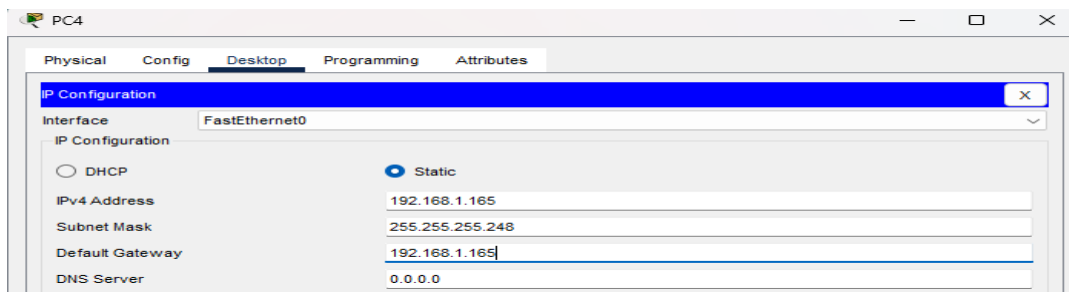 PC4
Physical Config Desktop Programming Attributes
IP Configuration X
Interface FastEthernet0
IP Configuration
DHCP Static
IPv4 Address 192.168.1.165
Subnet Mask 255.255.255.248
Default Gateway 192.168.1.165
DNS Server 0.0.0.0